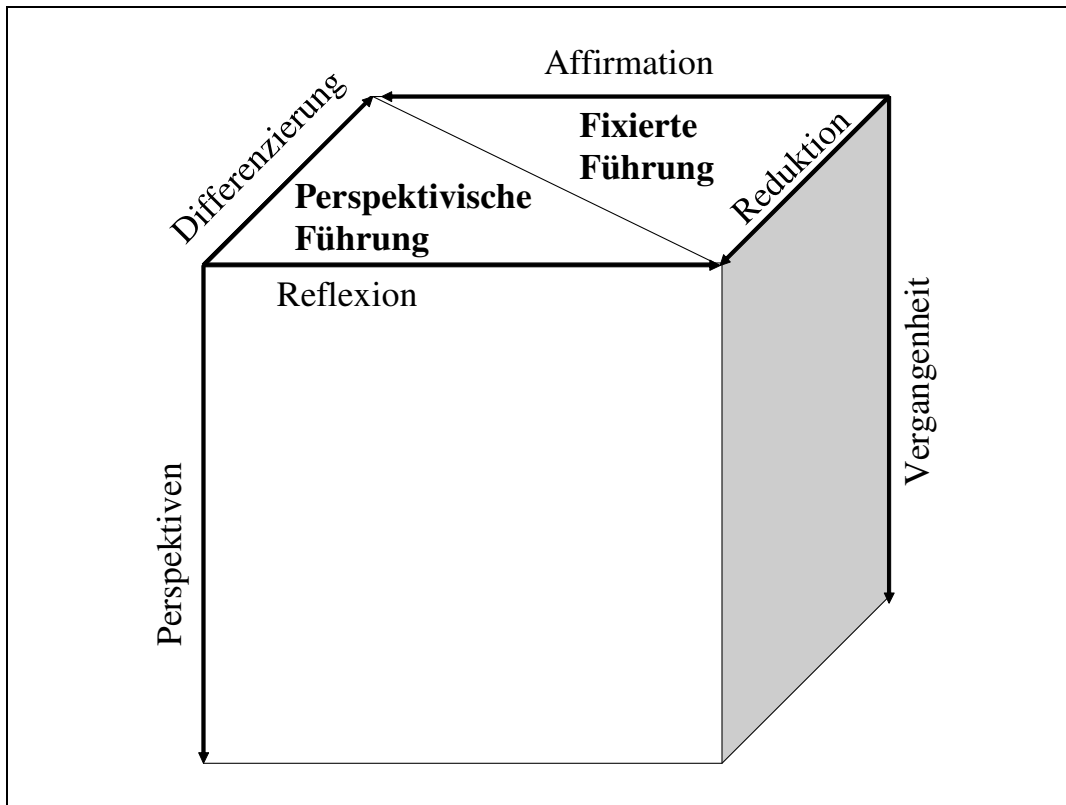 Affirmation
Differenzierung
Fixierte
Führung
Reduktion
Perspektivische
Führung
Reflexion
Vergangenheit
Perspektiven